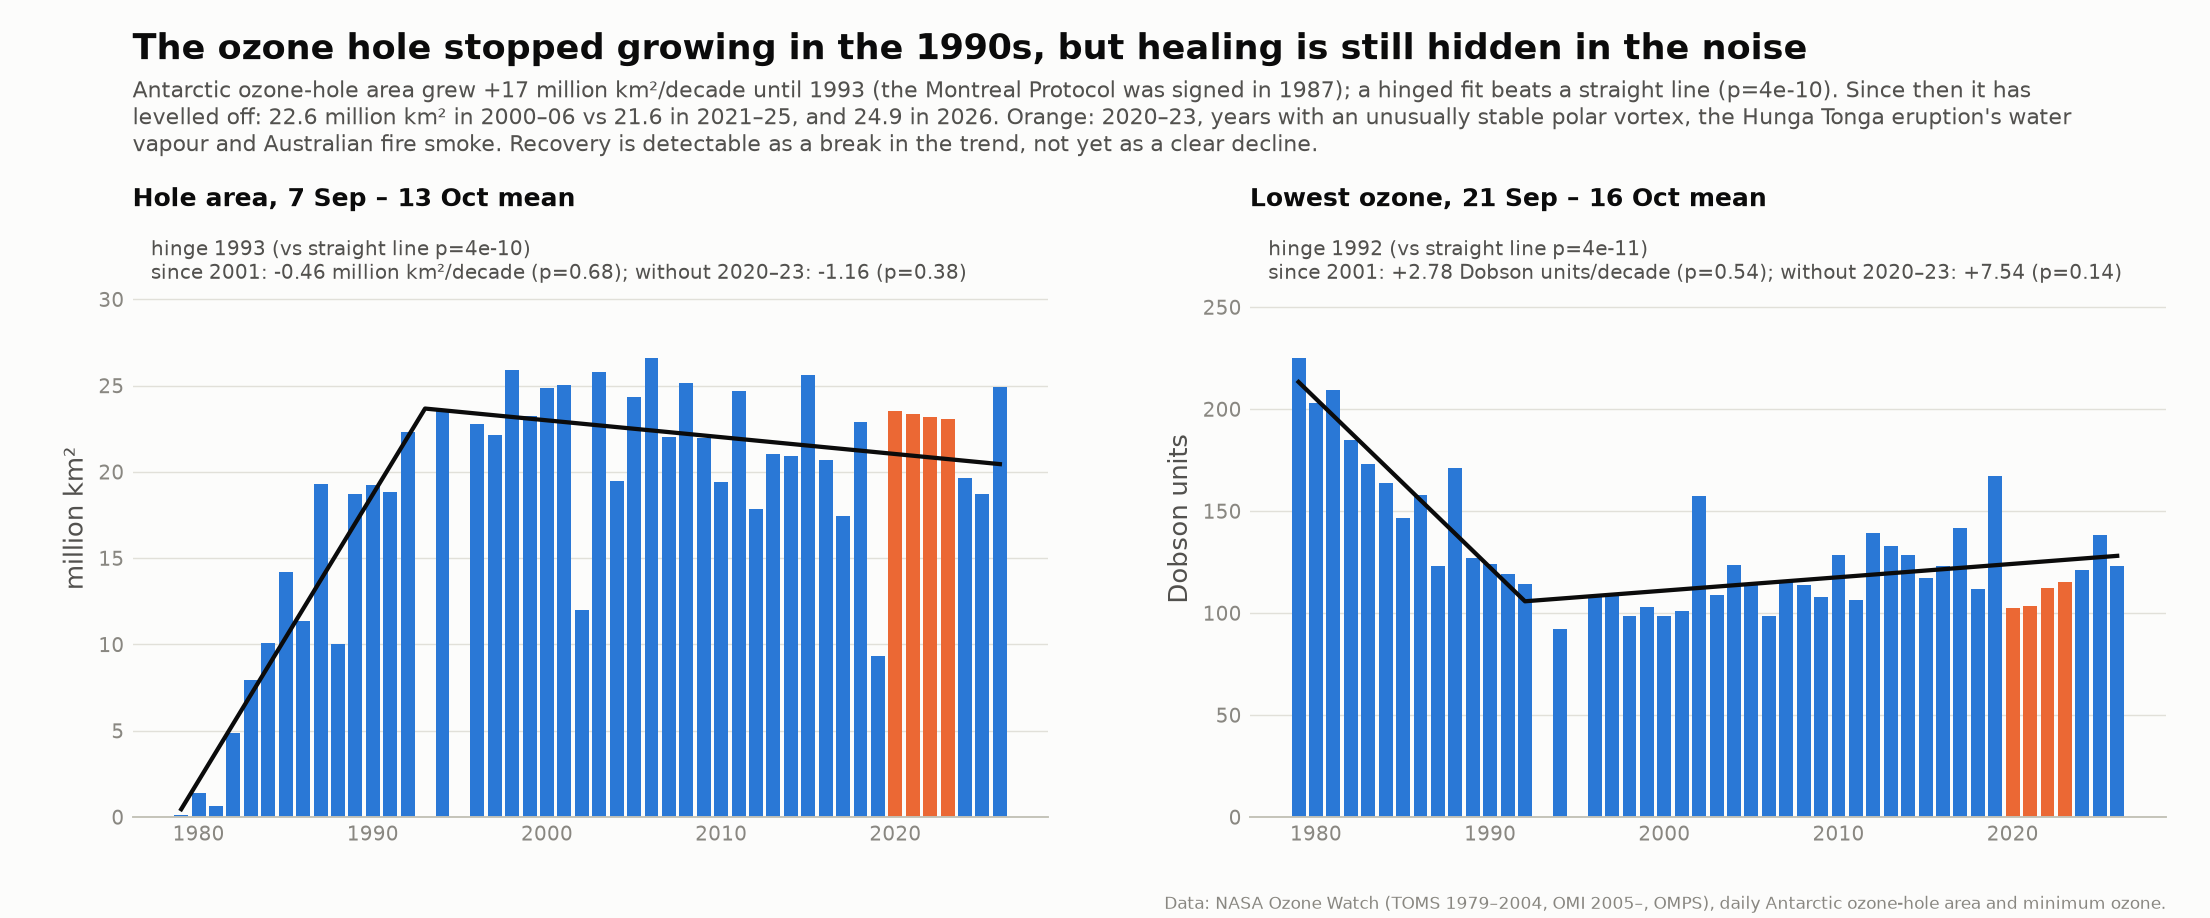 The ozone hole stopped growing in the 1990s, but healing is still hidden in the noise
Antarctic ozone-hole area grew +17 million km²/decade until 1993 (the Montreal Protocol was signed in 1987); a hinged fit beats a straight line (p=4e-10). Since then it has
levelled off: 22.6 million km² in 2000–06 vs 21.6 in 2021–25, and 24.9 in 2026. Orange: 2020–23, years with an unusually stable polar vortex, the Hunga Tonga eruption's water
vapour and Australian fire smoke. Recovery is detectable as a break in the trend, not yet as a clear decline.
Hole area, 7 Sep – 13 Oct mean
hinge 1993 (vs straight line p=4e-10)
since 2001: -0.46 million km²/decade (p=0.68); without 2020–23: -1.16 (p=0.38)
30
25
20
15
10
5
0
million km²
1980 1990 2000 2010 2020
Lowest ozone, 21 Sep – 16 Oct mean
hinge 1992 (vs straight line p=4e-11)
since 2001: +2.78 Dobson units/decade (p=0.54); without 2020–23: +7.54 (p=0.14)
250
200
150
100
50
0
Dobson units
1980 1990 2000 2010 2020
Data: NASA Ozone Watch (TOMS 1979–2004, OMI 2005–, OMPS), daily Antarctic ozone-hole area and minimum ozone.